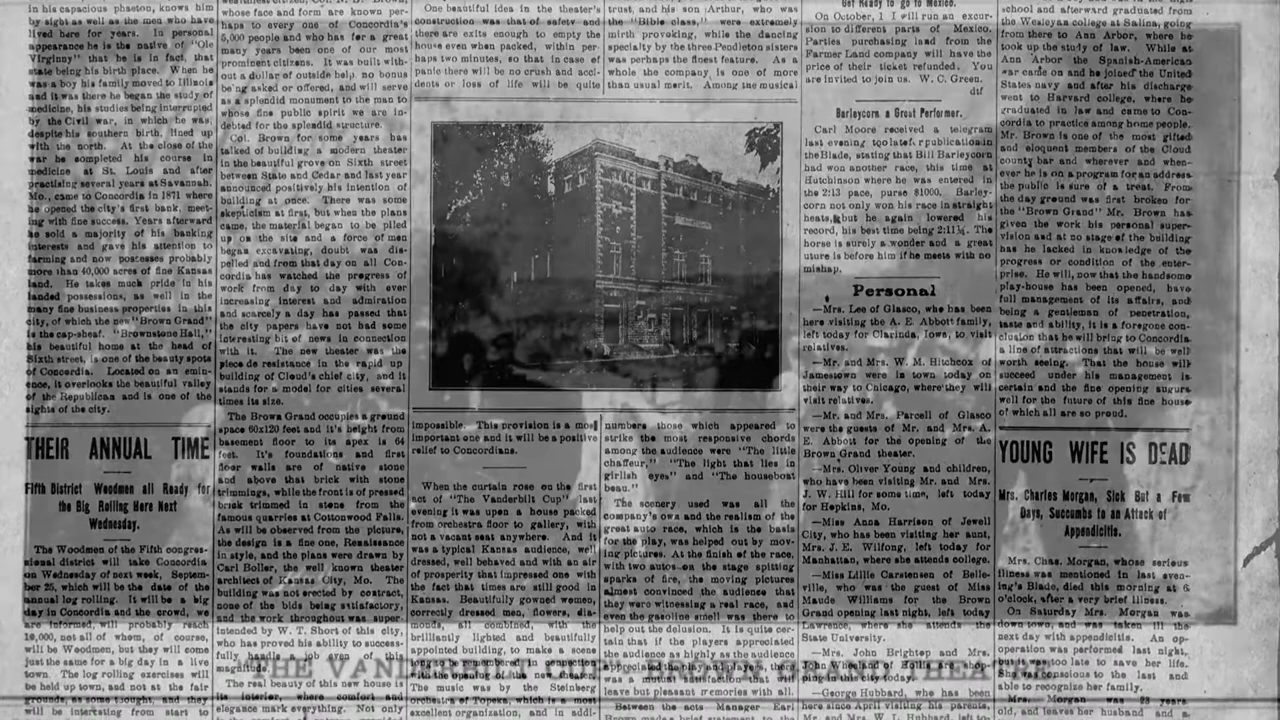 in his capacious phaeton, knows him
by sight as well as the men who have
lived here for years. In personal
appearance he is the native of "Ole
Virginny" that he is in fact, that
state being his birth place. When he
was a boy his family moved to Illinois
and it was there he began the study of
medicine, his studies being interrupted
by the Civil war, in which he was,
despite his southern birth, lined up
with the north. At the close of the
war he completed his course in
medicine at St. Louis and after
practising several years at Savannah,
Mo., came to Concordia in 1871 where
he opened the city's first bank, meet-
ing with fine success. Years afterward
he sold a majority of his banking
interests and gave his attention to
farming and now possesses probably
more than 40,000 acres of fine Kansas
land. He takes much pride in his
landed possessions, as well in the
many fine business properties in this
city, of which the new "Brown Grand"
is the cap-sheaf. "Brownstone Hall,"
his beautiful home at the head of
Sixth street, is one of the beauty spots
of Concordia. Located on an emin-
ence, it overlooks the beautiful valley
of the Republican and is one of the
sights of the city.
THEIR ANNUAL TIME
Fifth District Woodmen all Ready for
the Big Rolling Here Next
Wednesday.
The Woodmen of the Fifth congres-
sional district will take Concordia
on Wednesday of next week, Septem-
ber 25, which will be the date of the
annual log rolling. It will be a big
day in Concordia and the crowd, we
are informed, will probably reach
10,000, not all of whom, of course,
will be Woodmen, but they will come
just the same for a big day in a live
town. The log rolling exercises will
be held up town, and not at the fair
grounds, as some thought, and they
will be interesting from start to
whose face and form are known per-
haps to every one of Concordia's
5,000 people and who has for a great
many years been one of our most
prominent citizens. It was built with-
out a dollar of outside help, no bonus
being asked or offered, and will serve
as a splendid monument to the man to
whose fine public spirit we are in-
debted for the splendid structure.
Col. Brown for some years has
talked of building a modern theater
in the beautiful grove on Sixth street
between State and Cedar and last year
announced positively his intention of
building at once. There was some
skepticism at first, but when the plans
came, the material began to be piled
up on the site and a force of men
began excavating, doubt was dis-
pelled and from that day on all Con-
cordia has watched the progress of
work from day to day with ever
increasing interest and admiration
and scarcely a day has passed that
the city papers have not had some
interesting bit of news in connection
with it. The new theater was the
piece de resistance in the rapid up
building of Cloud's chief city, and it
stands for a model for cities several
times its size.
The Brown Grand occupies a ground
space 60x120 feet and it's height from
basement floor to its apex is 64
feet. It's foundations and first
floor walls are of native stone
and above that brick with stone
trimmings, while the front is of pressed
brick trimmed in stone from the
famous quarries at Cottonwood Falls.
As will be observed from the picture,
the design is a fine one, Renaissance
in style, and the plans were drawn by
Carl Boller, the well known theater
architect of Kansas City, Mo. The
building was not erected by contract,
none of the bids being satisfactory,
and the work throughout was super-
intended by W. T. Short of this city,
who has proved his ability to success-
fully handle a job even of such
magnitude.
The real beauty of this new house is
its interior, where comfort and
elegance mark everything. Not only
One beautiful idea in the theater's
construction was that of safety and
there are exits enough to empty the
house even when packed, within per-
haps two minutes, so that in case of
panic there will be no crush and acci-
dents or loss of life will be quite
impossible. This provision is a most
important one and it will be a positive
relief to Concordians.
When the curtain rose on the first
act of "The Vanderbilt Cup" last
evening it was upon a house packed
from orchestra floor to gallery, with
not a vacant seat anywhere. And it
was a typical Kansas audience, well
dressed, well behaved and with an air
of prosperity that impressed one with
the fact that times are still good in
Kansas. Beautifully gowned women
correctly dressed men, flowers, dia-
monds, all combined, with the
brilliantly lighted and beautifully
appointed building, to make a scene
long remembered in connection
with the opening of the new theater.
The music was by the Steinberg
orchestra of Topeka, which is a most
excellent organization, and in addi-
trust, and his son Arthur, who was
the "Bible class," were extremely
mirth provoking, while the dancing
specialty by the three Pendleton sisters
was perhaps the finest feature. As a
whole the company is one of more
than usual merit. Among the musical
numbers those which appeared to
strike the most responsive chords
among the audience were "The little
chaffeur," "The light that lies in
girlish eyes" and "The houseboat
beau."
The scenery used was all the
company's own and the realism of the
great auto race, which is the basis
for the play, was helped out by mov-
ing pictures. At the finish of the race,
with two autos on the stage spitting
sparks of fire, the moving pictures
almost convinced the audience that
they were witnessing a real race, and
even the gasoline smell was there to
help out the delusion. It is quite cer-
tain that if the players appreciated
the audience as highly as the audience
appreciated the play and players, there
was a mutual satisfaction that will
leave but pleasant memories with all.
Between the acts Manager Earl
Get Ready to go to Mexico.
On October, 1 I will run an excur-
sion to different parts of Mexico.
Parties purchasing land from the
Farmer Land company will have the
price of their ticket refunded. You
are invited to join us. W. C. Green.
dtf
Barleycorn a Great Performer.
Carl Moore received a telegram
last evening too late for publication in
the Blade, stating that Bill Barleycorn
had won another race, this time at
Hutchinson where he was entered in
the 2:13 pace, purse $1000. Barley-
corn not only won his race in straight
heats, but he again lowered his
record, his best time being 2:11¼. The
horse is surely a wonder and a great
uture is before him if he meets with no
mishap.
Personal
—Mrs. Lee of Glasco, who has been
here visiting the A. E. Abbott family,
left today for Clarinda, Iowa, to visit
relatives.
—Mr. and Mrs. W. M. Hitchcox of
Jamestown were in town today on
their way to Chicago, where they will
visit relatives.
—Mr. and Mrs. Parcell of Glasco
were the guests of Mr. and Mrs. A.
E. Abbott for the opening of the
Brown Grand theater.
—Mrs. Oliver Young and children,
who have been visiting Mr. and Mrs.
J. W. Hill for some time, left today
for Hopkins, Mo.
—Miss Anna Harrison of Jewell
City, who has been visiting her aunt,
Mrs. J. E. Wilfong, left today for
Manhattan, where she attends college.
—Miss Lillie Carstensen of Belle-
ville, who was the guest of Miss
Maude Williams for the Brown
Grand opening last night, left today
Lawrence, where she attends the
State University.
—Mrs. John Brighton and Mrs.
John Wheeland of Hollis are shop-
ping in this city today.
—George Hubbard, who has been
here since April visiting his parents,
Mr. and Mrs. W. L. Hubbard, left to-
school and afterward graduated from
the Wesleyan college at Salina, going
from there to Ann Arbor, where he
took up the study of law. While at
Ann Arbor the Spanish-American
war came on and he joined the United
States navy and after his discharge
went to Harvard college, where he
graduated in law and came to Con-
cordia to practice among home people.
Mr. Brown is one of the most gifted
and eloquent members of the Cloud
county bar and wherever and when-
ever he is on a program for an address
the public is sure of a treat. From
the day ground was first broken for
the "Brown Grand" Mr. Brown has
given the work his personal super-
vision and at no stage of the building
has he lacked in knowledge of the
progress or condition of the enter-
prise. He will, now that the handsome
play-house has been opened, have
full management of its affairs, and
being a gentleman of penetration,
taste and ability, it is a foregone con-
clusion that he will bring to Concordia
a line of attractions that will be well
worth seeing. That the house will
succeed under his management is
certain and the fine opening augurs
well for the future of this fine house
of which all are so proud.
YOUNG WIFE IS DEAD
Mrs. Charles Morgan, Sick But a Few
Days, Succumbs to an Attack of
Appendicitis.
Mrs. Chas. Morgan, whose serious
illness was mentioned in last even-
ing's Blade, died this morning at 6
o'clock, after a very brief illness.
On Saturday Mrs. Morgan was
down town, and was taken ill the
next day with appendicitis. An op-
eration was performed last night,
but it was too late to save her life.
She was conscious to the last and
able to recognize her family.
Mrs. Morgan was 23 years
old, and leaves her husband and a
THE VANDERBILT CUP BROWN GRAND THEATRE